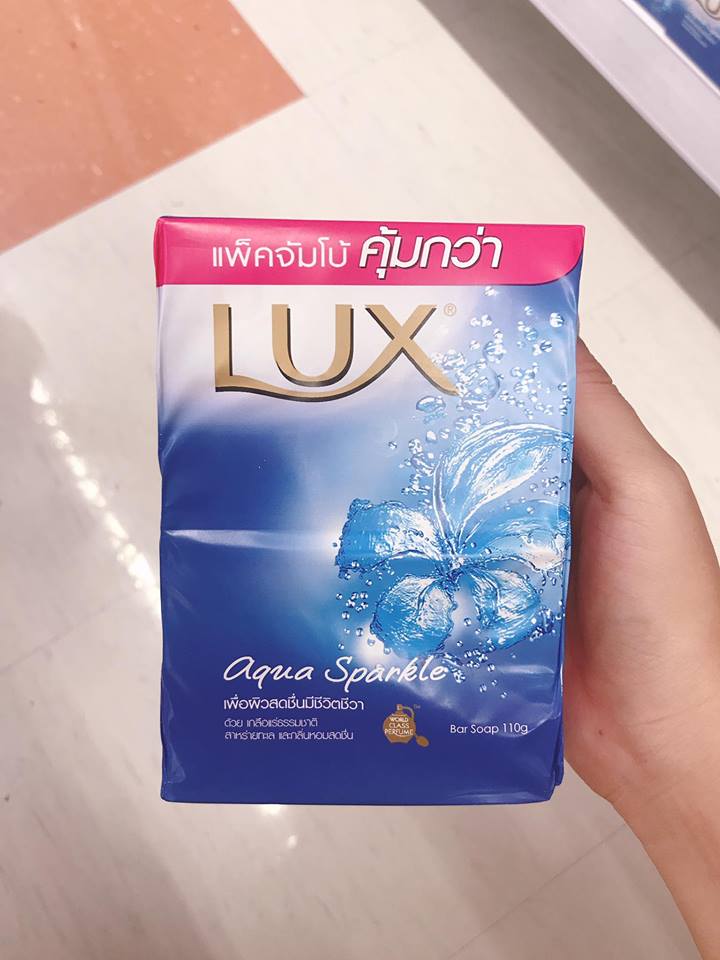 แพ็คจัมโบ้ คุ้มกว่า
LUX®
Aqua Sparkle
เพื่อผิวสดชื่นมีชีวิตชีวา
ด้วย เกลือแร่ธรรมชาติ
สาหร่ายทะเล และกลิ่นหอมสดชื่น
WORLD
CLASS
PERFUME
™
Bar Soap 110g